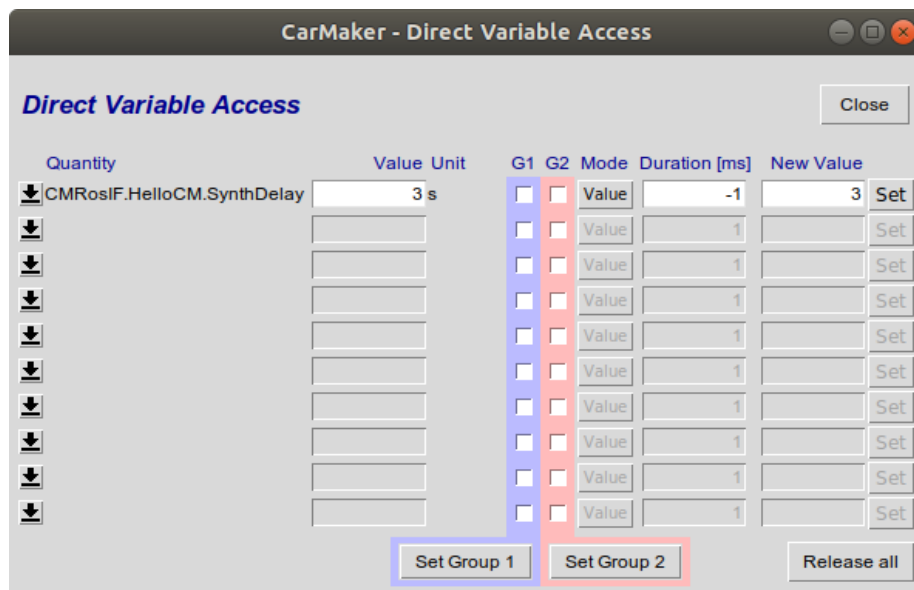 CarMaker - Direct Variable Access
Direct Variable Access Close
Quantity Value Unit G1 G2 Mode Duration [ms] New Value
CMRosIF.HelloCM.SynthDelay 3 s Value -1 3 Set
Value 1 Set
Value 1 Set
Value 1 Set
Value 1 Set
Value 1 Set
Value 1 Set
Value 1 Set
Value 1 Set
Value 1 Set
Set Group 1 Set Group 2 Release all